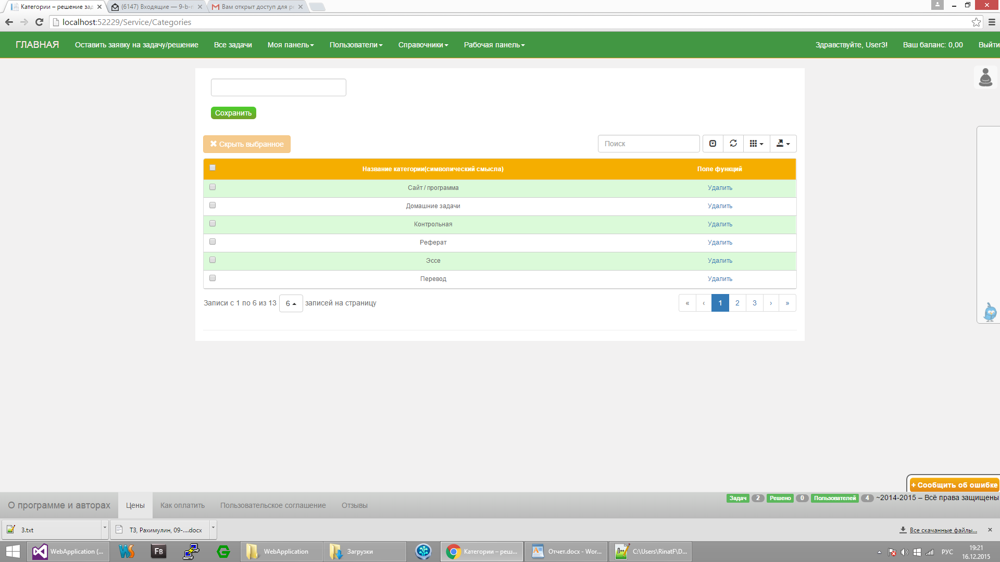 Категории – решение зад
(6147) Входящие — 9-b-r
Вам открыт доступ для ре
localhost:52229/Service/Categories
ГЛАВНАЯ Оставить заявку на задачу/решение Все задачи Моя панель Пользователи Справочники Рабочая панель Здравствуйте, User3! Ваш баланс: 0,00 Выйти
Сохранить
Скрыть выбранное Поиск
Название категории(символический смысла) Поле функций
Сайт / программа Удалить
Домашние задачи Удалить
Контрольная Удалить
Реферат Удалить
Эссе Удалить
Перевод Удалить
Записи с 1 по 6 из 13 6 записей на страницу « ‹ 1 2 3 › »
+ Сообщить об ошибке
Задач 2 Решено 0 Пользователей 4 ~2014-2015 – Всё права защищены
О программе и авторах Цены Как оплатить Пользовательское соглашение Отзывы
3.txt ТЗ, Рахимулин, 09-....docx Все скачанные файлы...
WebApplication (... FB WebApplication Загрузки Категории – реш... Отчет.docx - Wor... C:\Users\RinatF\D... РУС 19:21
16.12.2015